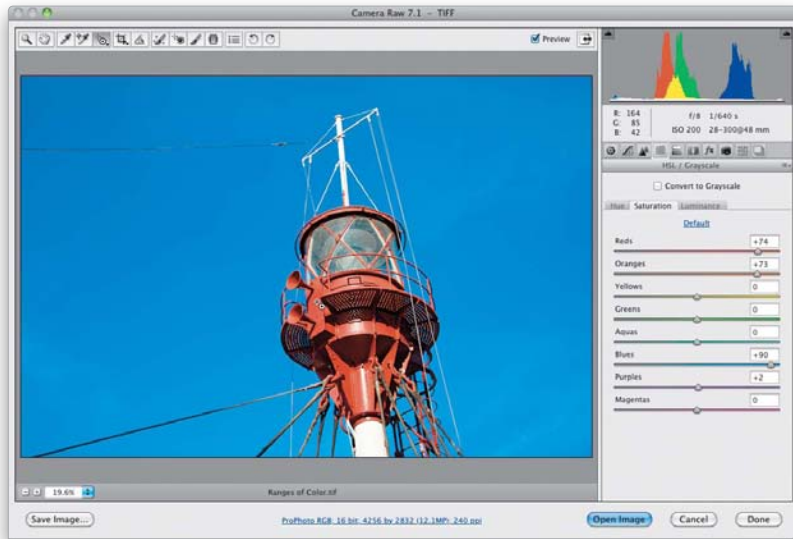 Camera Raw 7.1 - TIFF
Preview
R: 164
G: 85
B: 42
f/8 1/640 s
ISO 200 28-300@48 mm
HSL / Grayscale
Convert to Grayscale
Hue Saturation Luminance
Default
Reds +74
Oranges +73
Yellows 0
Greens 0
Aquas 0
Blues +90
Purples +2
Magentas 0
19.6% Ranges of Color.tif
Save Image... ProPhoto RGB; 16 bit; 4256 by 2832 (12.1MP); 240 ppi Open Image Cancel Done